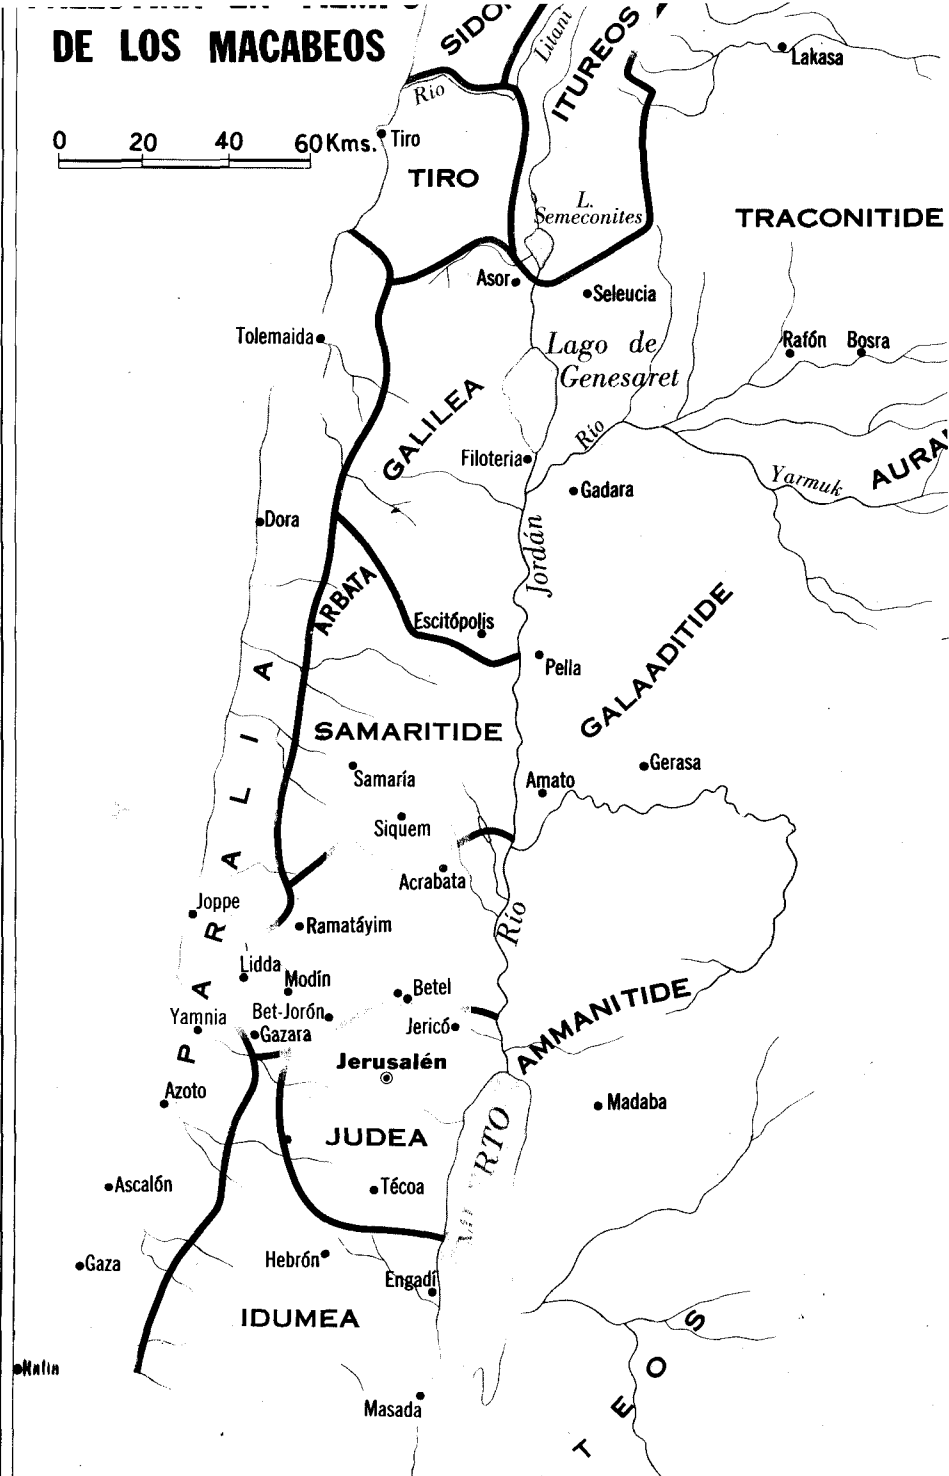 DE LOS MACABEOS
0 20 40 60 Kms.
Litani
ITUREOS
Lakasa
Río
Tiro
TIRO
L.
Semeconites
TRACONITIDE
Asor
Seleucia
Tolemaida
Lago de
Genesaret
Rafón
Bosra
GALILEA
Río
Filoteria
Yarmuk
Gadara
Dora
Jordán
ARBATA
Escitópolis
Pella
GALAADITIDE
SAMARITIDE
Samaría
Gerasa
Amato
Siquem
Acrabata
Joppe
Ramatáyim
Río
PARALIA
Lidda
Modín
Betel
Yamnia
Bet-Jorón
Gazara
Jericó
AMMANITIDE
Jerusalén
Azoto
Madaba
JUDEA
Ascalón
Técoa
Hebrón
Gaza
Engadí
IDUMEA
Masada